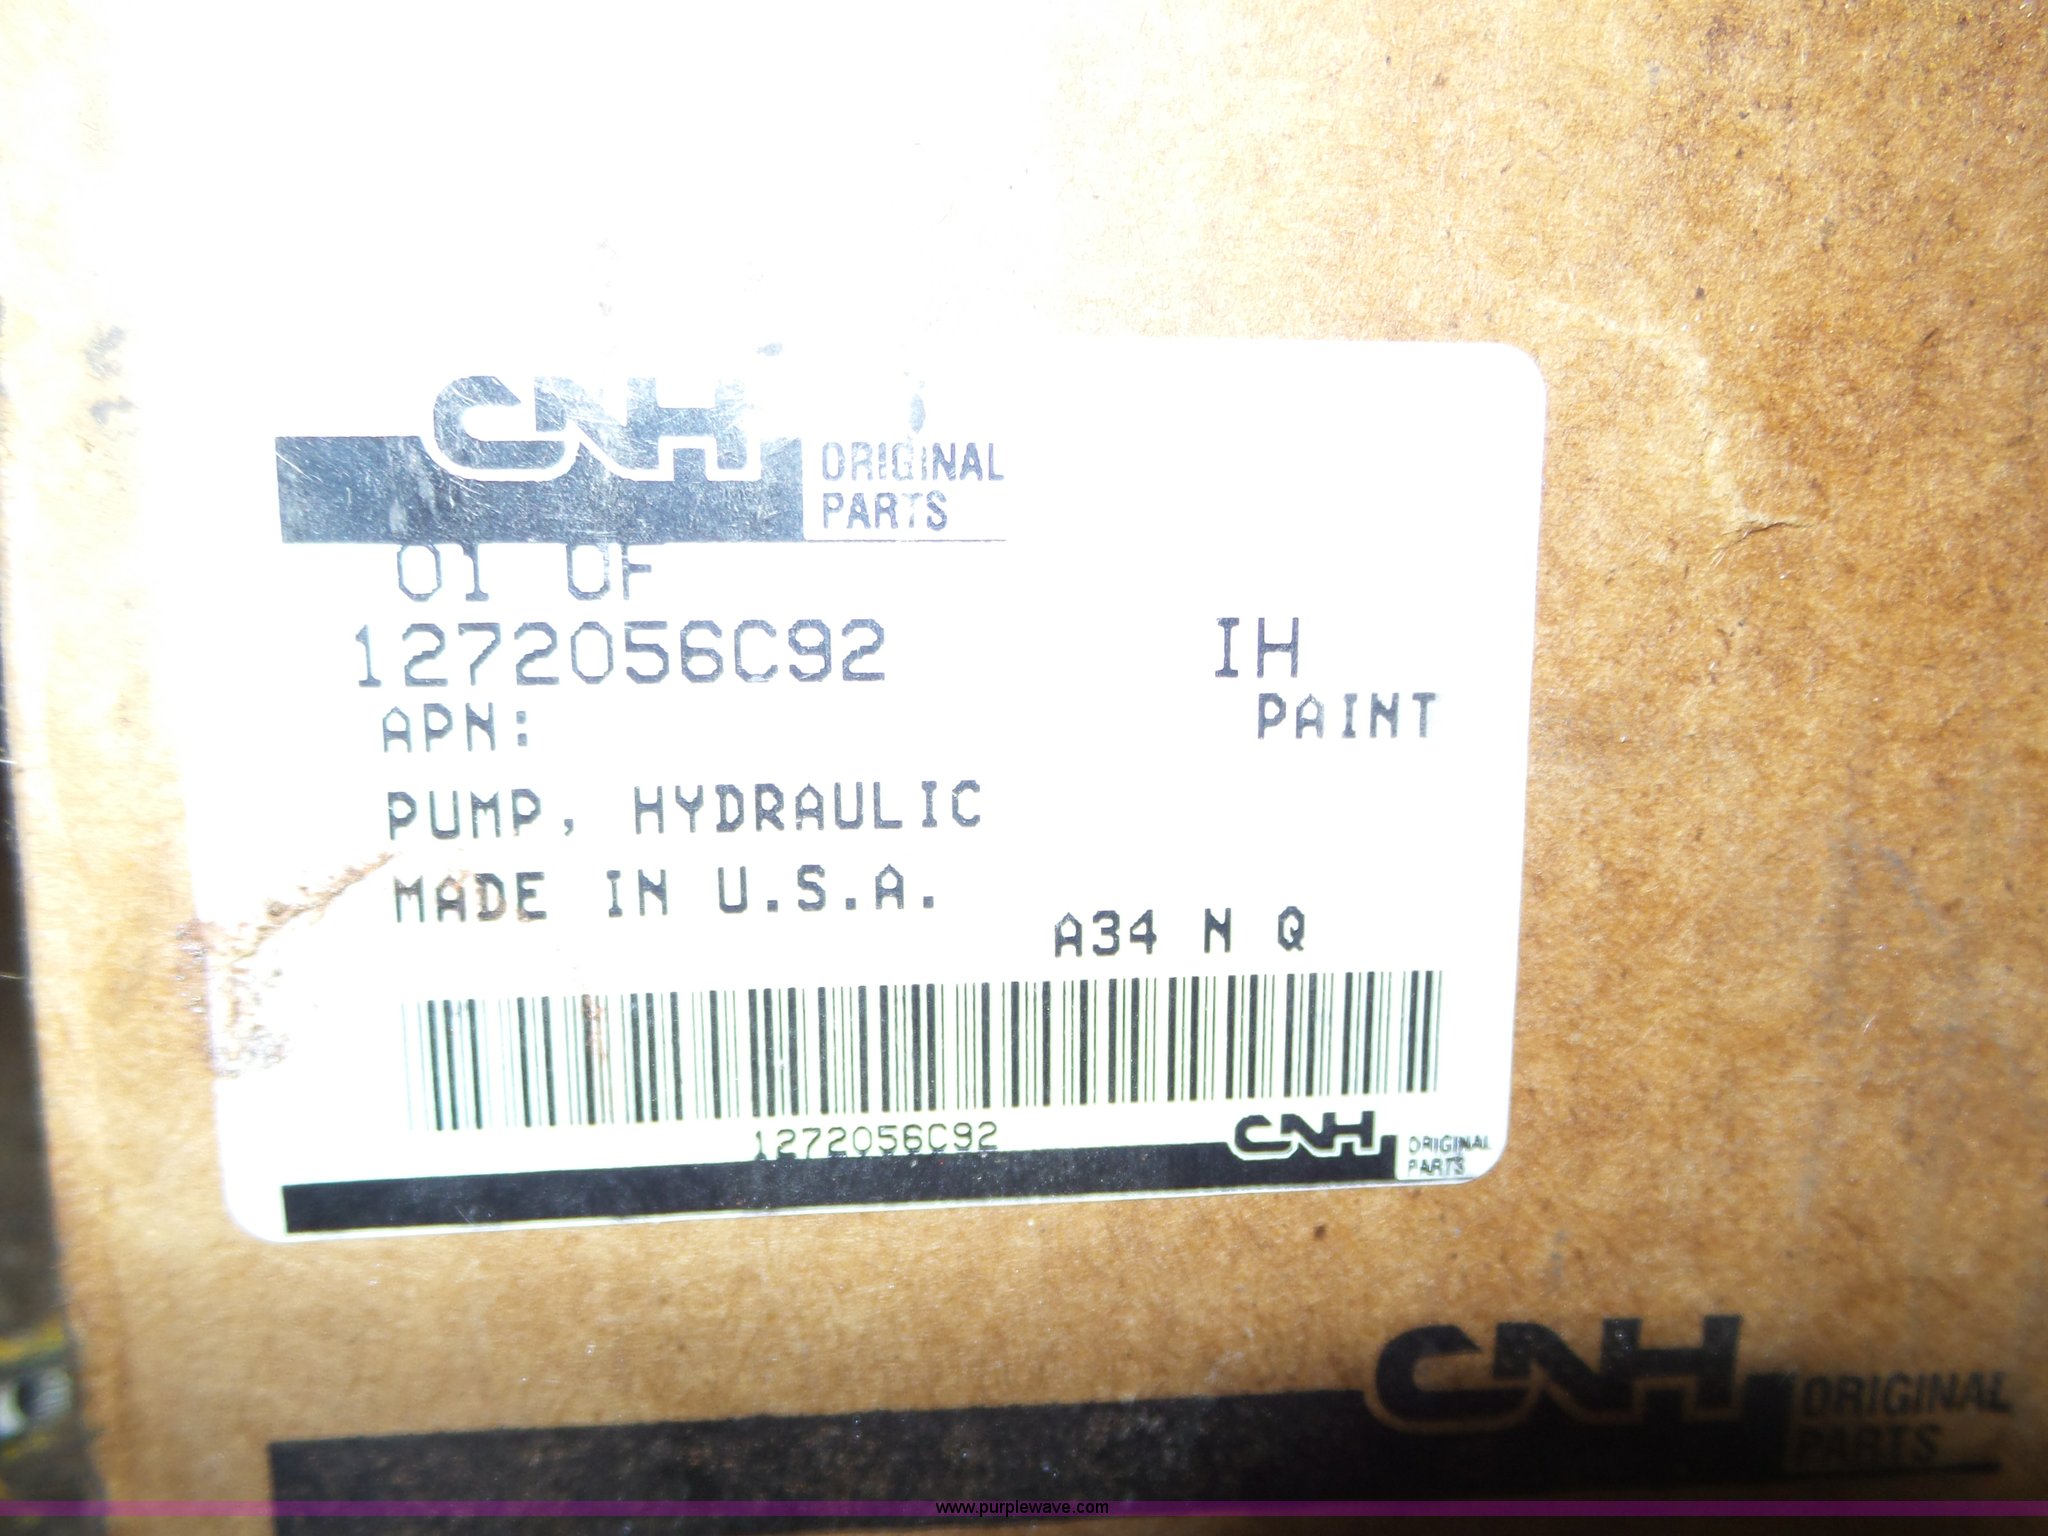 CNH ORIGINAL
PARTS
01 OF
1272056C92 IH
APN: PAINT
PUMP, HYDRAULIC
MADE IN U.S.A.
A34 N Q
1272056C92
CNH ORIGINAL
PARTS
CNH ORIGINAL
PARTS
www.purplewave.com